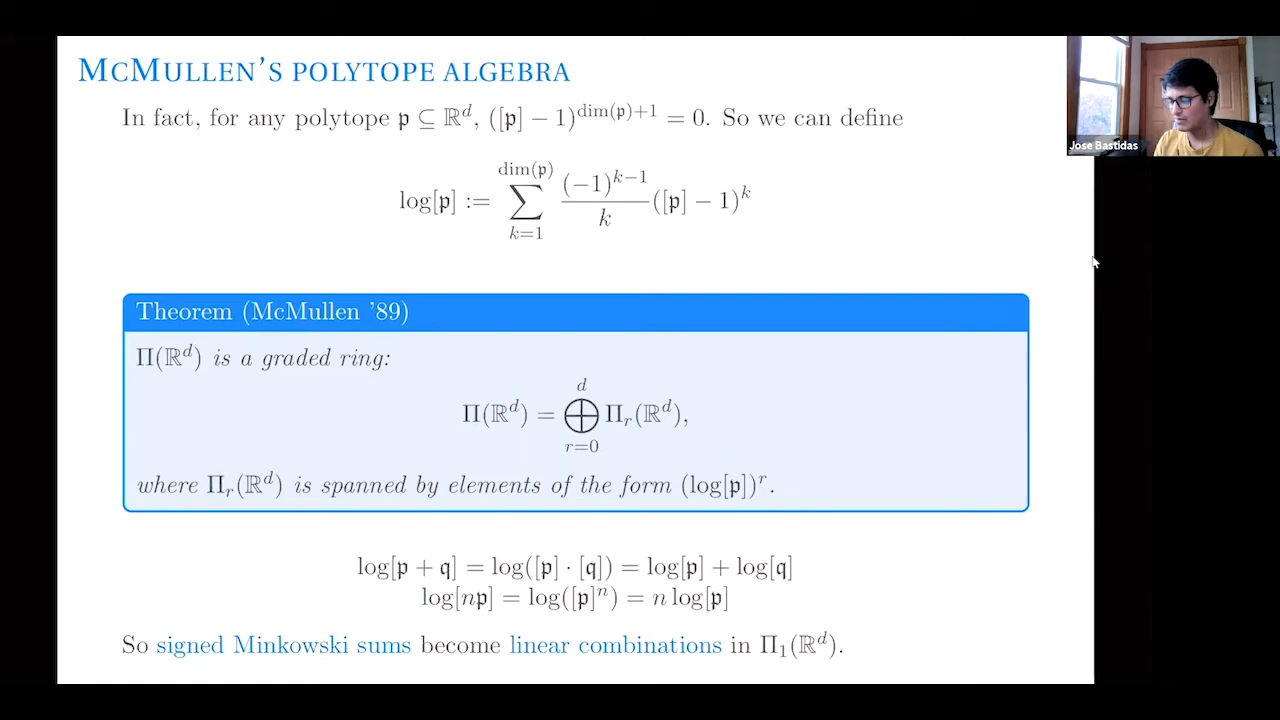 MCMULLEN'S POLYTOPE ALGEBRA
In fact, for any polytope 𝔭 ⊆ ℝ^d, ([𝔭] − 1)^{dim(𝔭)+1} = 0. So we can define
log[𝔭] := ∑_{k=1}^{dim(𝔭)} \frac{(−1)^{k−1}}{k} ([𝔭] − 1)^k
Jose Bastidas
Theorem (McMullen '89)
Π(ℝ^d) is a graded ring:
Π(ℝ^d) = ⨁_{r=0}^{d} Π_r(ℝ^d),
where Π_r(ℝ^d) is spanned by elements of the form (log[𝔭])^r.
log[𝔭 + 𝔮] = log([𝔭] · [𝔮]) = log[𝔭] + log[𝔮]
log[n𝔭] = log([𝔭]^n) = n log[𝔭]
So signed Minkowski sums become linear combinations in Π_1(ℝ^d).